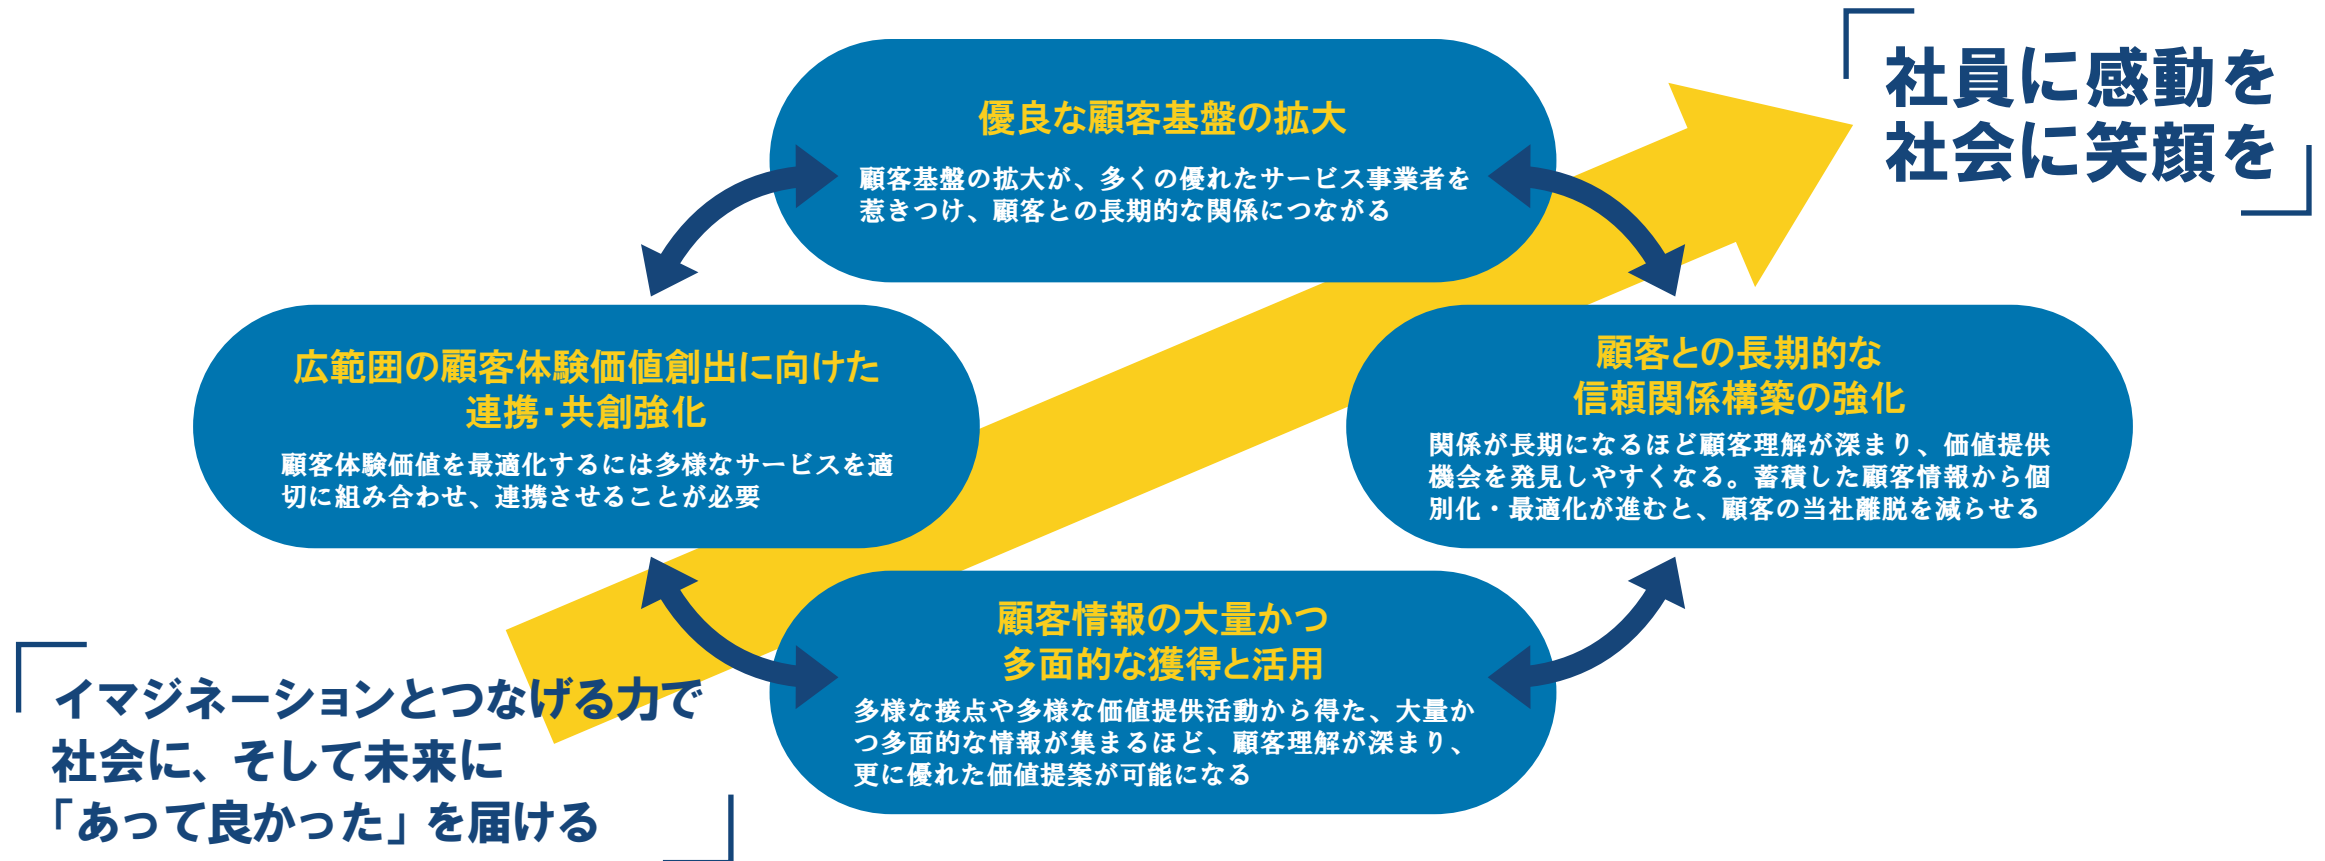 社員に感動を
社会に笑顔を
優良な顧客基盤の拡大
顧客基盤の拡大が、多くの優れたサービス事業者を
惹きつけ、顧客との長期的な関係につながる
広範囲の顧客体験価値創出に向けた
連携・共創強化
顧客体験価値を最適化するには多様なサービスを適
切に組み合わせ、連携させることが必要
顧客との長期的な
信頼関係構築の強化
関係が長期になるほど顧客理解が深まり、価値提供
機会を発見しやすくなる。蓄積した顧客情報から個
別化・最適化が進むと、顧客の当社離脱を減らせる
顧客情報の大量かつ
多面的な獲得と活用
多様な接点や多様な価値提供活動から得た、大量か
つ多面的な情報が集まるほど、顧客理解が深まり、
更に優れた価値提案が可能になる
イマジネーションとつなげる力で
社会に、そして未来に
「あって良かった」を届ける